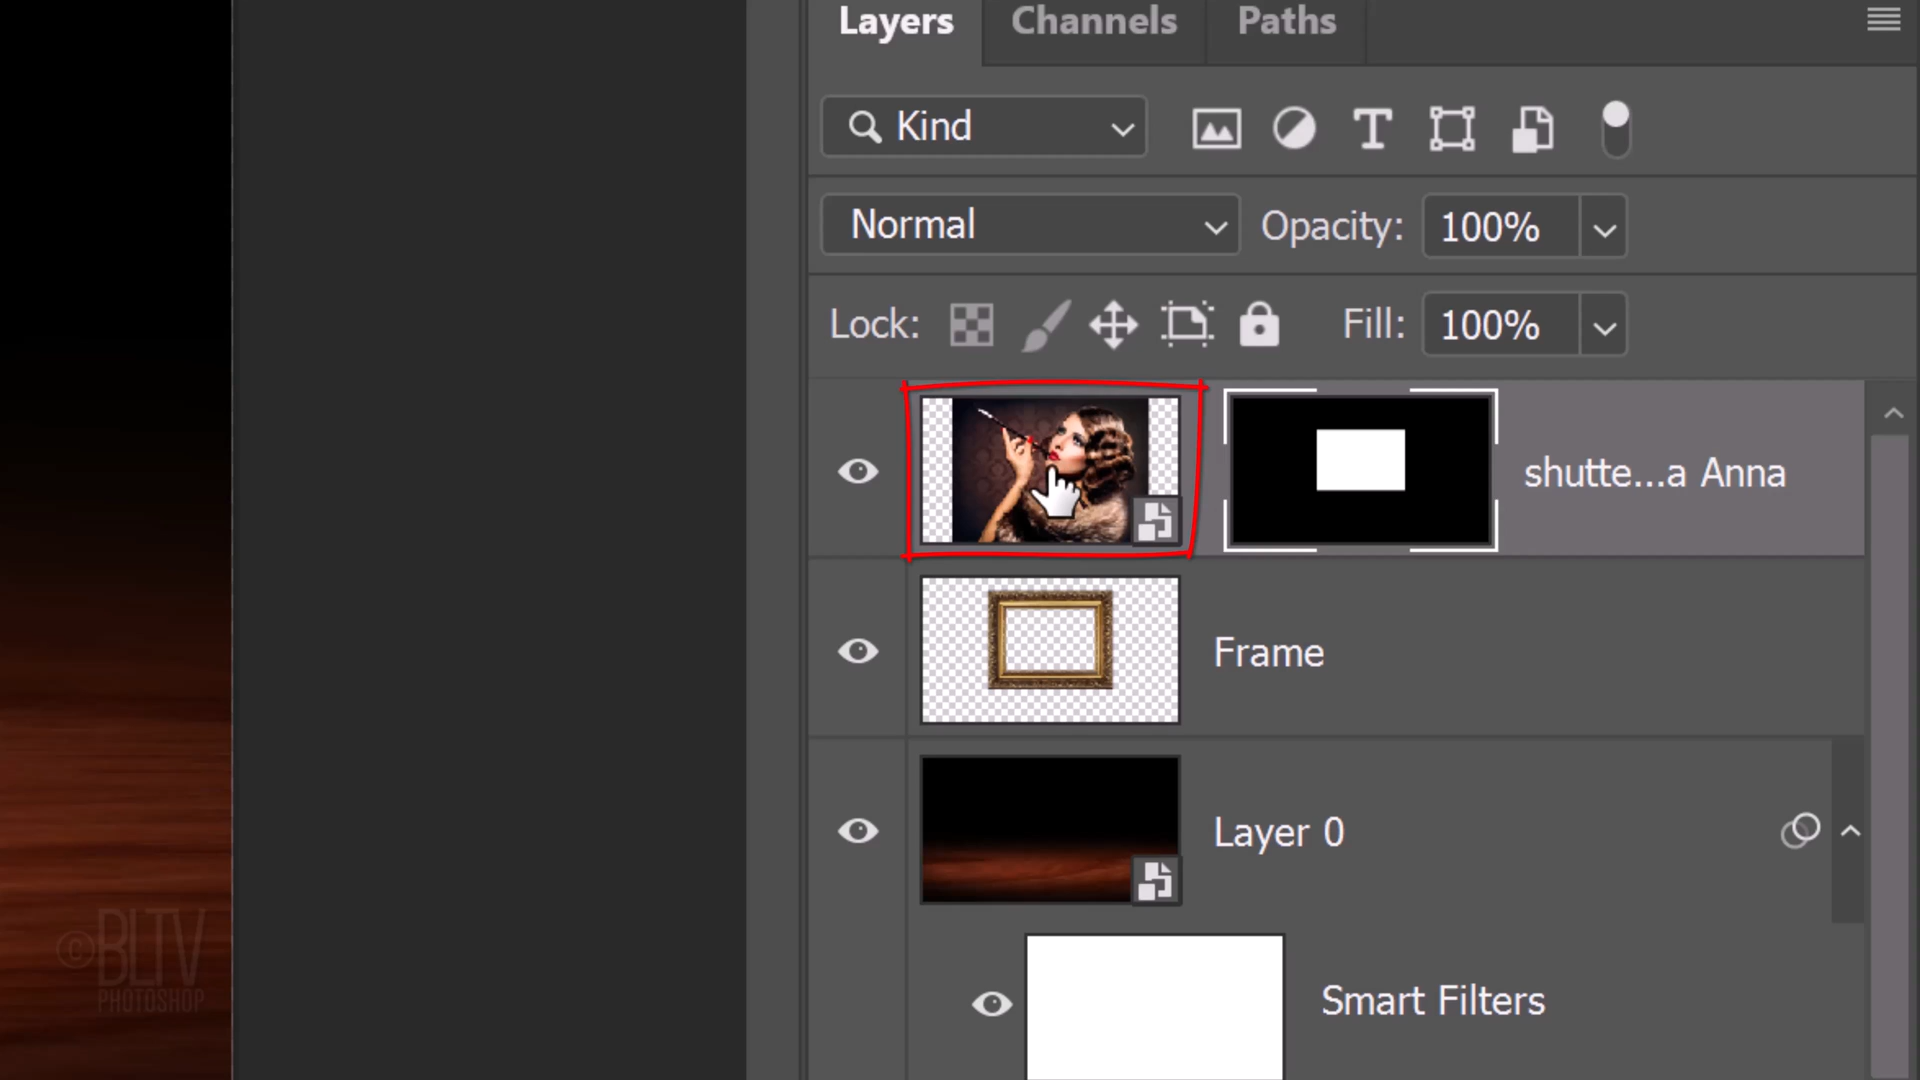 Layers Channels Paths
Kind
Normal Opacity: 100%
Lock: Fill: 100%
shutte...a Anna
Frame
Layer 0
Smart Filters
©BLTV
PHOTOSHOP